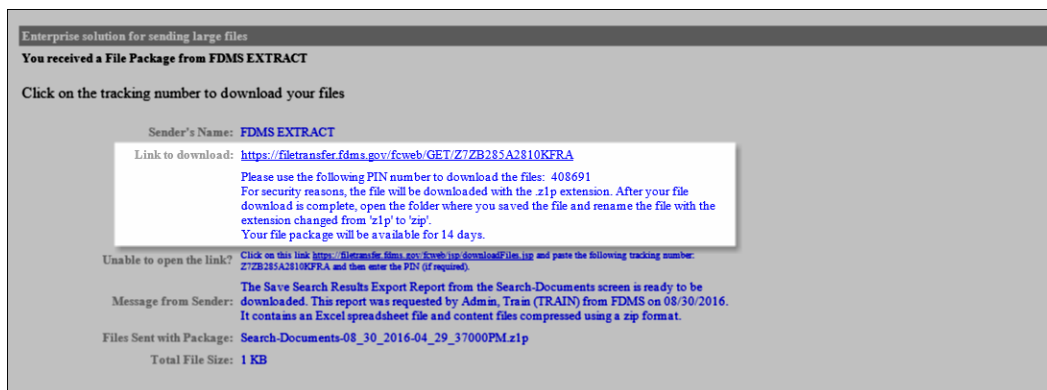 Enterprise solution for sending large files
You received a File Package from FDMS EXTRACT
Click on the tracking number to download your files
Sender's Name: FDMS EXTRACT
Link to download: https://filetransfer.fdms.gov/fcweb/GET/Z7ZB285A2810KFRA
Please use the following PIN number to download the files: 408691
For security reasons, the file will be downloaded with the .z1p extension. After your file
download is complete, open the folder where you saved the file and rename the file with the
extension changed from 'z1p' to 'zip'.
Your file package will be available for 14 days.
Unable to open the link? Click on this link https://filetransfer.fdms.gov/fcweb/jsp/downloadFiles.jsp and paste the following tracking number:
Z7ZB285A2810KFRA and then enter the PIN (if required).
The Save Search Results Export Report from the Search-Documents screen is ready to be
Message from Sender: downloaded. This report was requested by Admin, Train (TRAIN) from FDMS on 08/30/2016.
It contains an Excel spreadsheet file and content files compressed using a zip format.
Files Sent with Package: Search-Documents-08_30_2016-04_29_37000PM.z1p
Total File Size: 1 KB